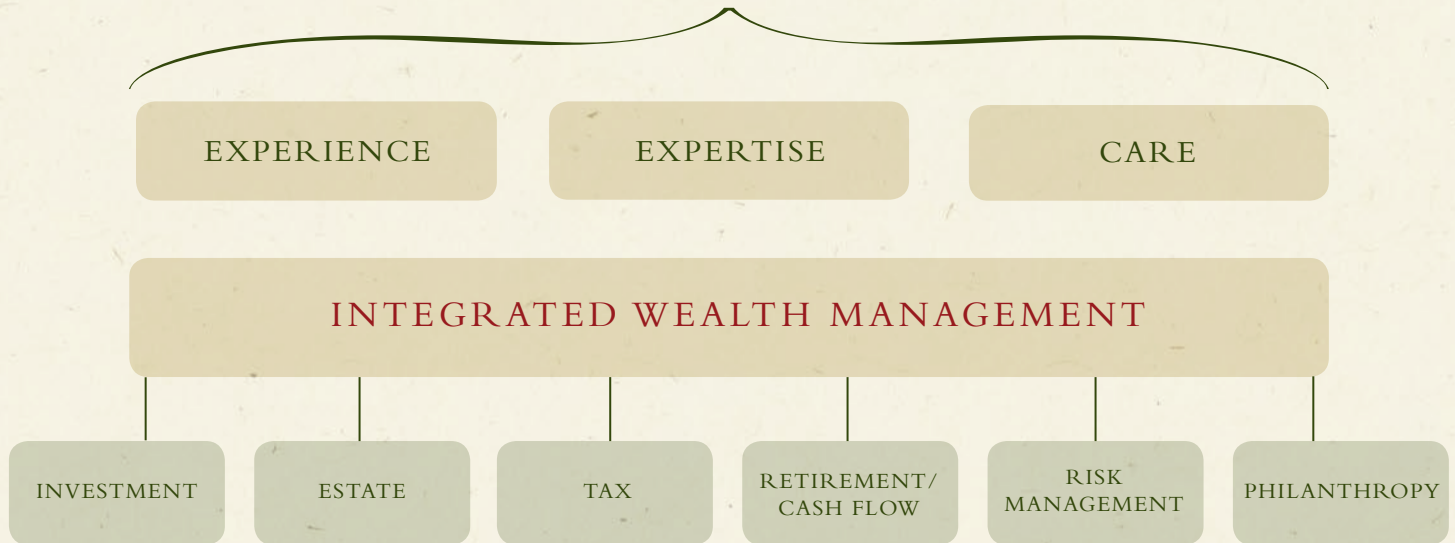 EXPERIENCE
EXPERTISE
CARE
INTEGRATED WEALTH MANAGEMENT
INVESTMENT
ESTATE
TAX
RETIREMENT/
CASH FLOW
RISK
MANAGEMENT
PHILANTHROPY